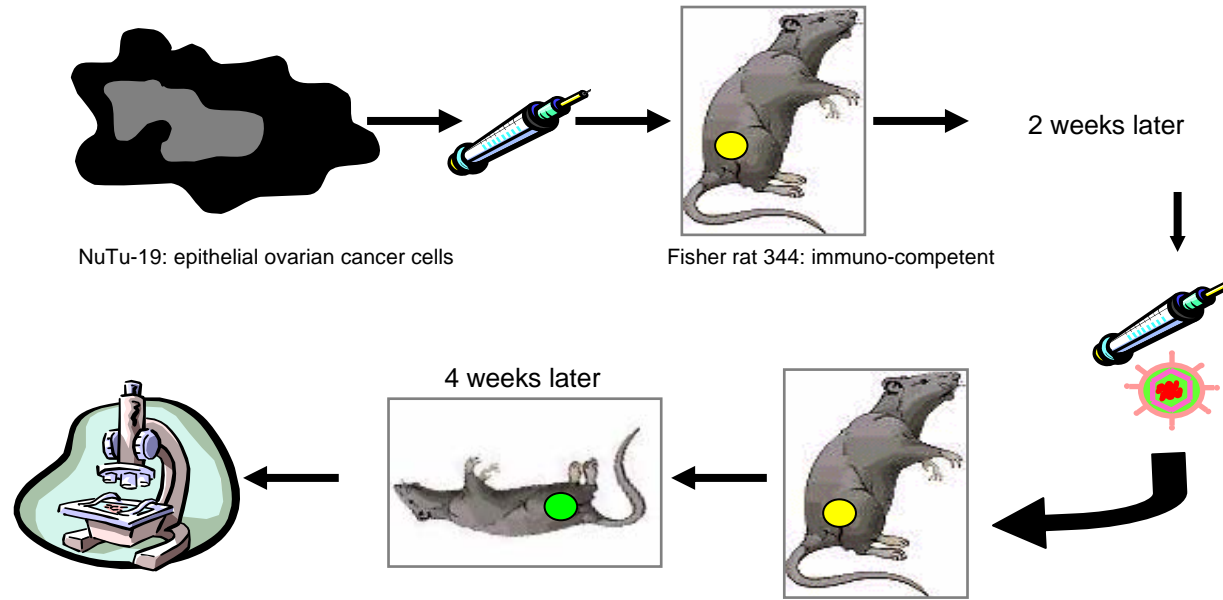 2 weeks later
NuTu-19: epithelial ovarian cancer cells
Fisher rat 344: immuno-competent
4 weeks later